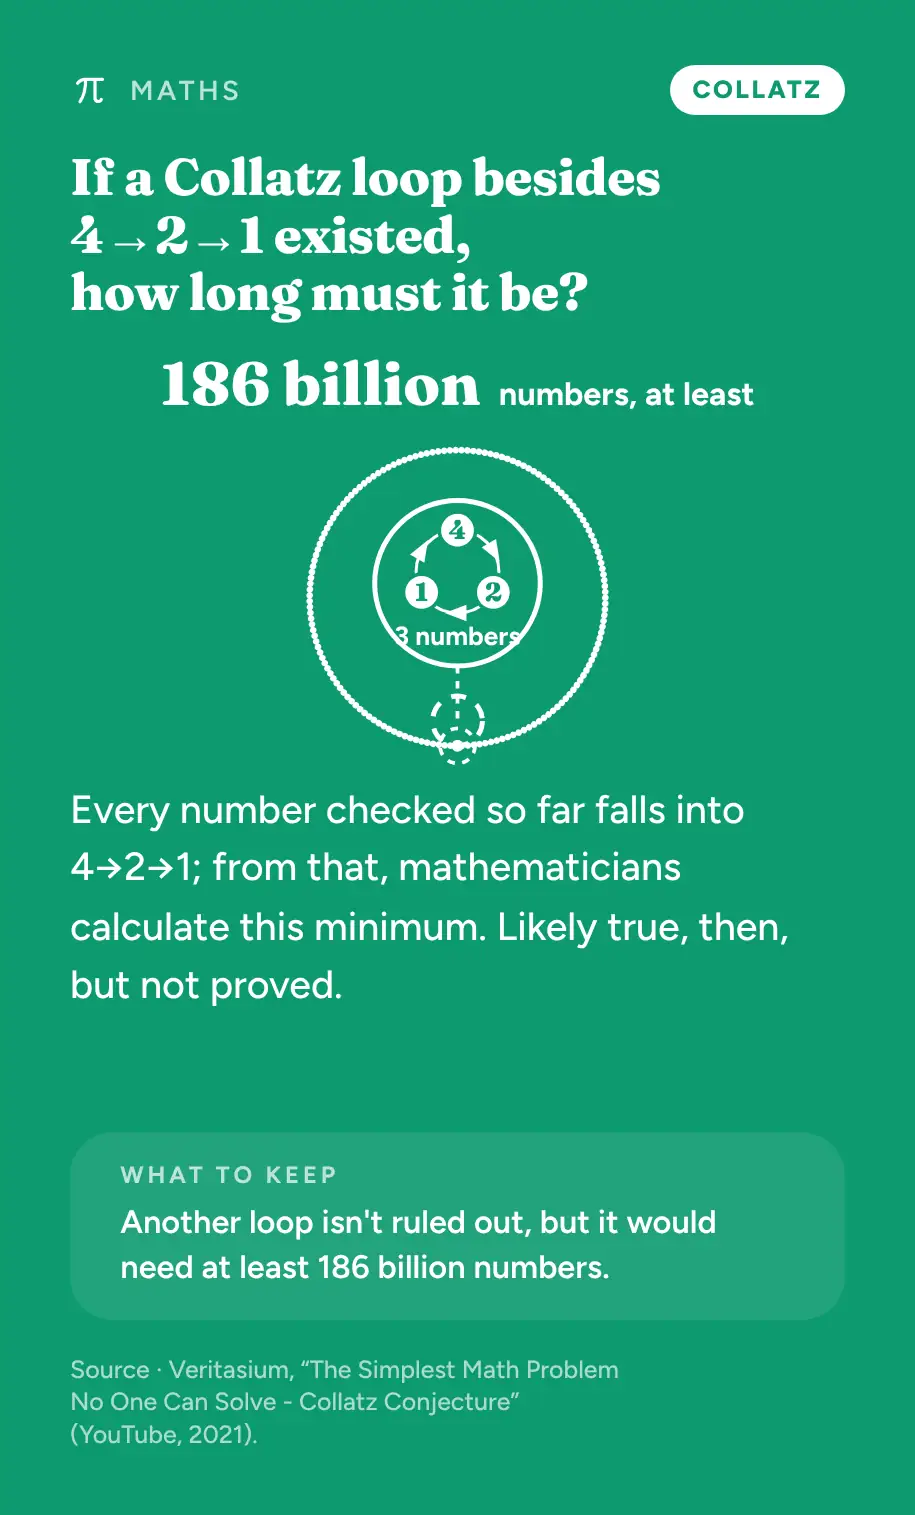 π MATHS
COLLATZ
If a Collatz loop besides
4→2→1 existed,
how long must it be?
186 billion numbers, at least
4
1
2
3 numbers
Every number checked so far falls into
4→2→1; from that, mathematicians
calculate this minimum. Likely true, then,
but not proved.
WHAT TO KEEP
Another loop isn't ruled out, but it would
need at least 186 billion numbers.
Source · Veritasium, “The Simplest Math Problem
No One Can Solve - Collatz Conjecture”
(YouTube, 2021).